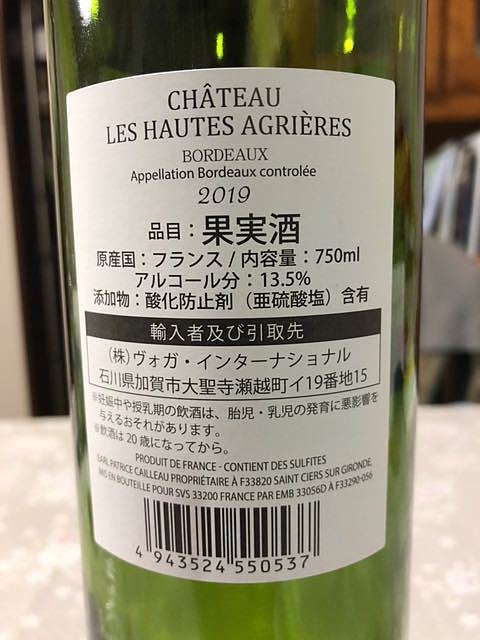 CHÂTEAU
LES HAUTES AGRIÈRES
BORDEAUX
Appellation Bordeaux controlée
2019
品目：果実酒
原産国：フランス / 内容量：750ml
アルコール分：13.5%
添加物：酸化防止剤（亜硫酸塩）含有
輸入者及び引取先
（株）ヴォガ・インターナショナル
石川県加賀市大聖寺瀬越町イ19番地15
※妊娠中や授乳期の飲酒は、胎児・乳児の発育に悪影響を
与えるおそれがあります。
※飲酒は20歳になってから。
PRODUIT DE FRANCE - CONTIENT DES SULFITES
EARL PATRICE CAILLEAU PROPRIÉTAIRE À F33820 SAINT CIERS SUR GIRONDE,
MIS EN BOUTEILLE POUR SVS 33200 FRANCE PAR EMB 33056D À F33290-056
4 943524 550537